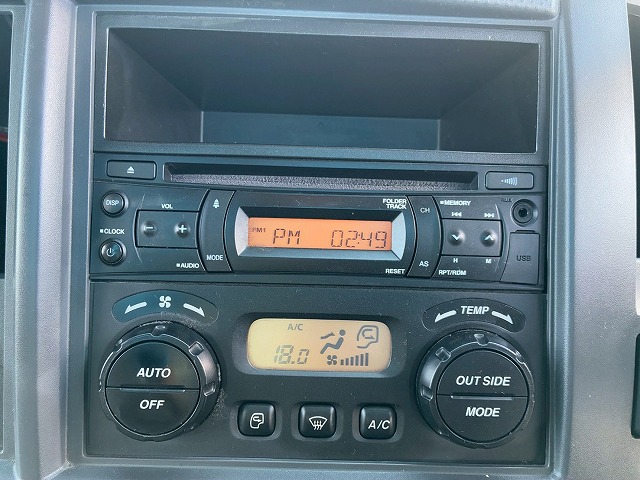 DISP
VOL
FOLDER
TRACK
CH
MEMORY
AUX
CLOCK
FM1 PM 02:49
- +
MODE
AUDIO
RESET
AS
H M
RPT/RDM
USB
A/C
18.0
TEMP
AUTO
OFF
OUT SIDE
MODE
A/C